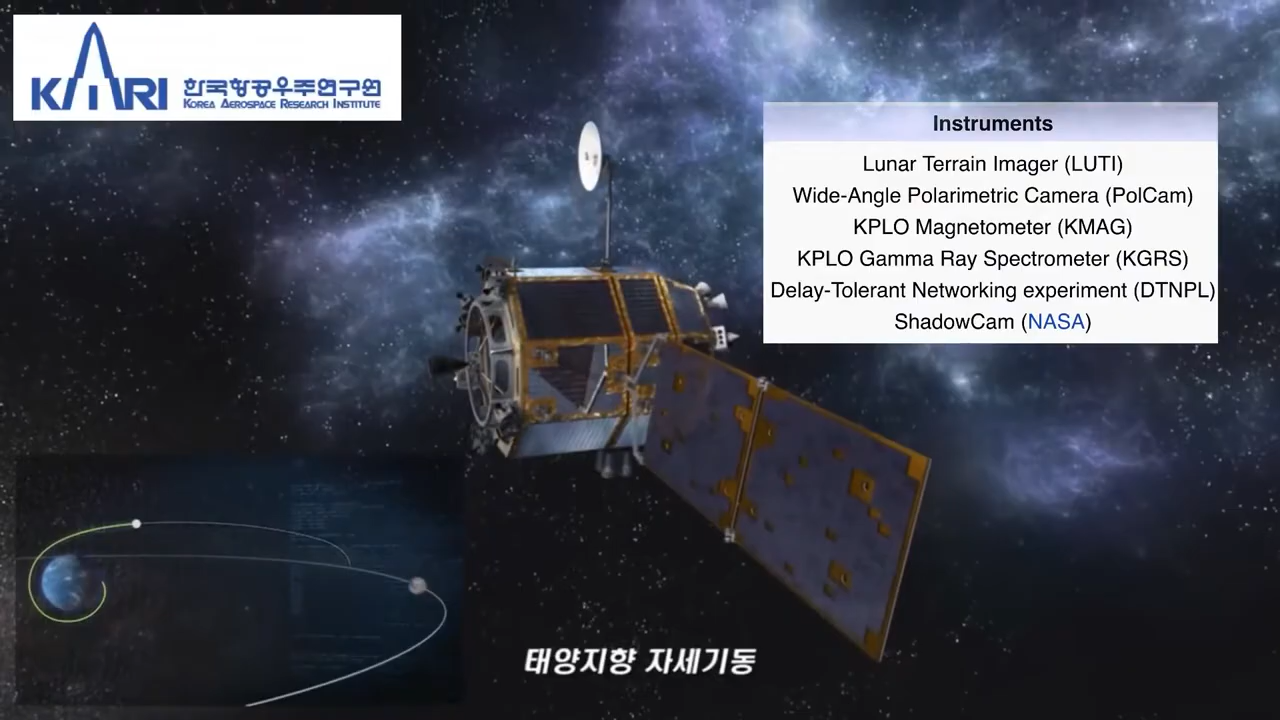 KARI 한국항공우주연구원
KOREA AEROSPACE RESEARCH INSTITUTE
Instruments
Lunar Terrain Imager (LUTI)
Wide-Angle Polarimetric Camera (PolCam)
KPLO Magnetometer (KMAG)
KPLO Gamma Ray Spectrometer (KGRS)
Delay-Tolerant Networking experiment (DTNPL)
ShadowCam (NASA)
태양지향 자세기동